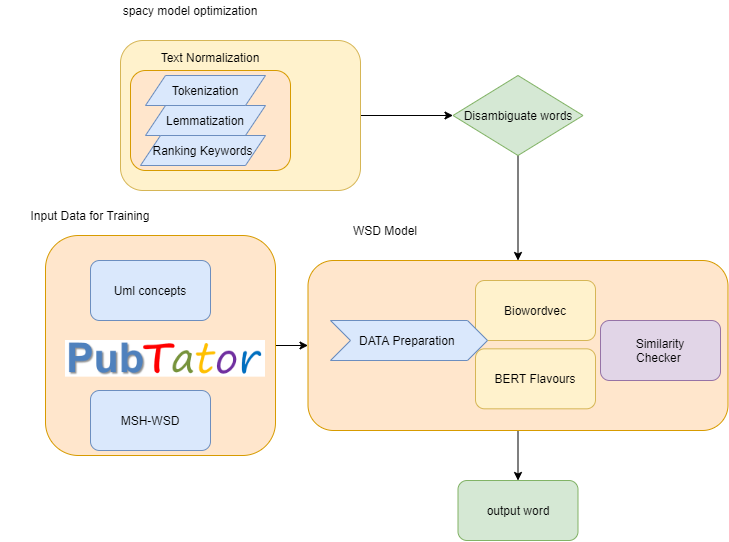 spacy model optimization
Text Normalization
Tokenization
Lemmatization
Ranking Keywords
Disambiguate words
Input Data for Training
WSD Model
Uml concepts
PubTator
MSH-WSD
DATA Preparation
Biowordvec
BERT Flavours
Similarity
Checker
output word